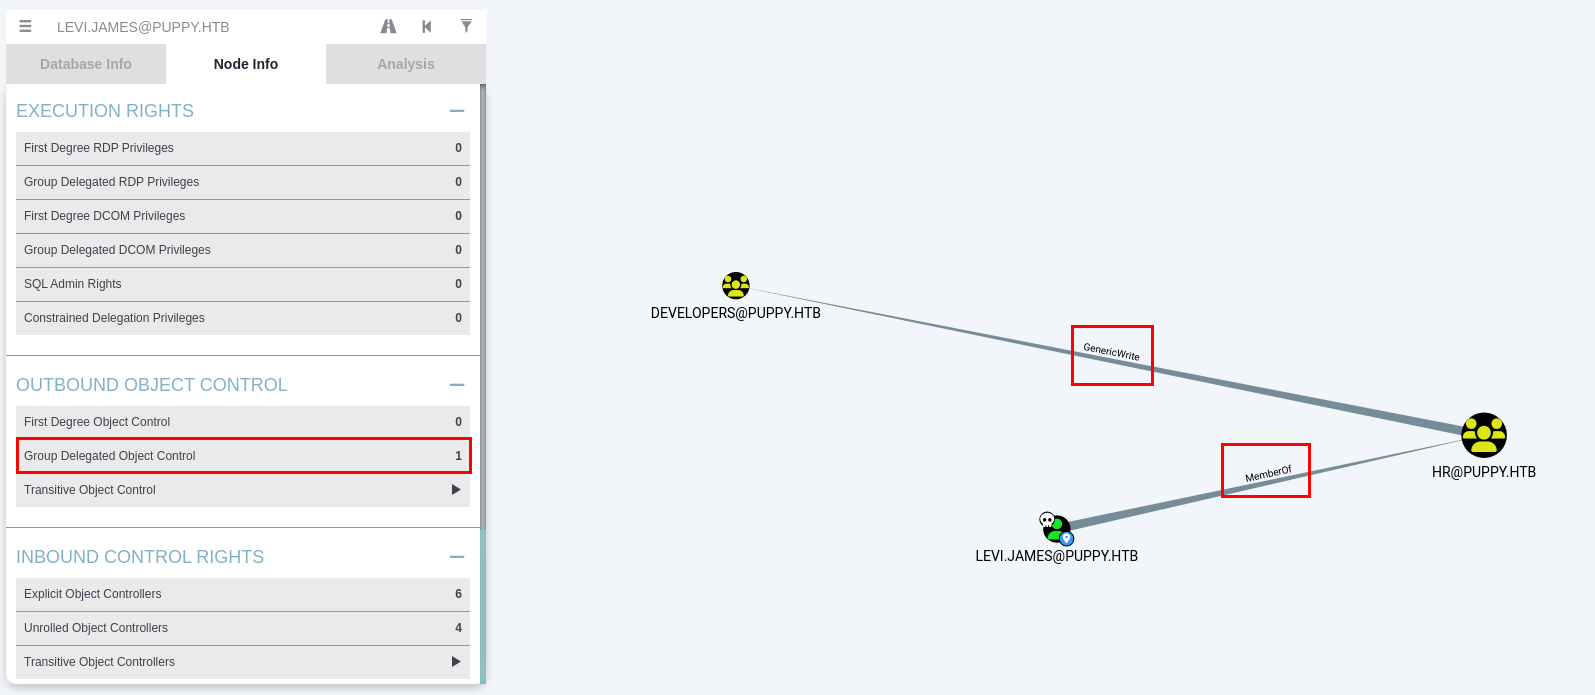 LEVI.JAMES@PUPPY.HTB
Database Info Node Info Analysis
EXECUTION RIGHTS
First Degree RDP Privileges 0
Group Delegated RDP Privileges 0
First Degree DCOM Privileges 0
Group Delegated DCOM Privileges 0
SQL Admin Rights 0
Constrained Delegation Privileges 0
OUTBOUND OBJECT CONTROL
First Degree Object Control 0
Group Delegated Object Control 1
Transitive Object Control
INBOUND CONTROL RIGHTS
Explicit Object Controllers 6
Unrolled Object Controllers 4
Transitive Object Controllers
DEVELOPERS@PUPPY.HTB
GenericWrite
HR@PUPPY.HTB
MemberOf
LEVI.JAMES@PUPPY.HTB